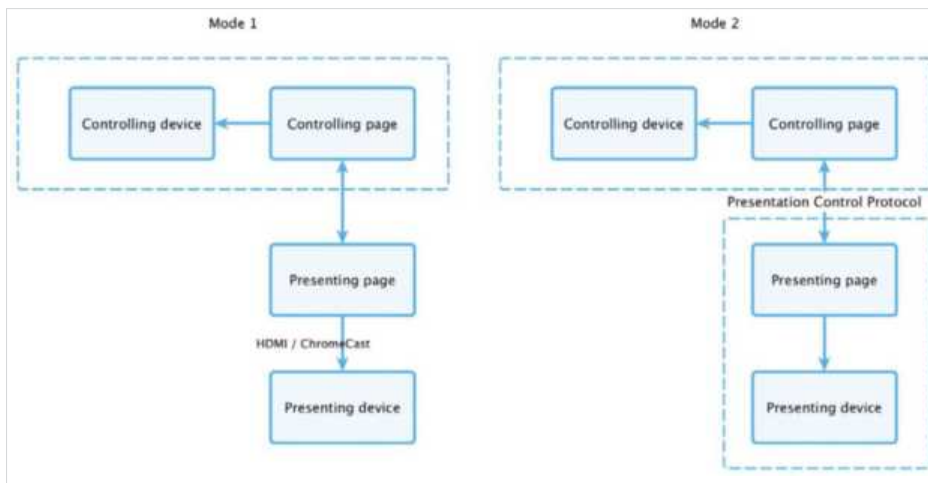 Mode 1
Mode 2
Controlling device
Controlling page
Controlling device
Controlling page
Presentation Control Protocol
Presenting page
Presenting page
HDMI / ChromeCast
Presenting device
Presenting device